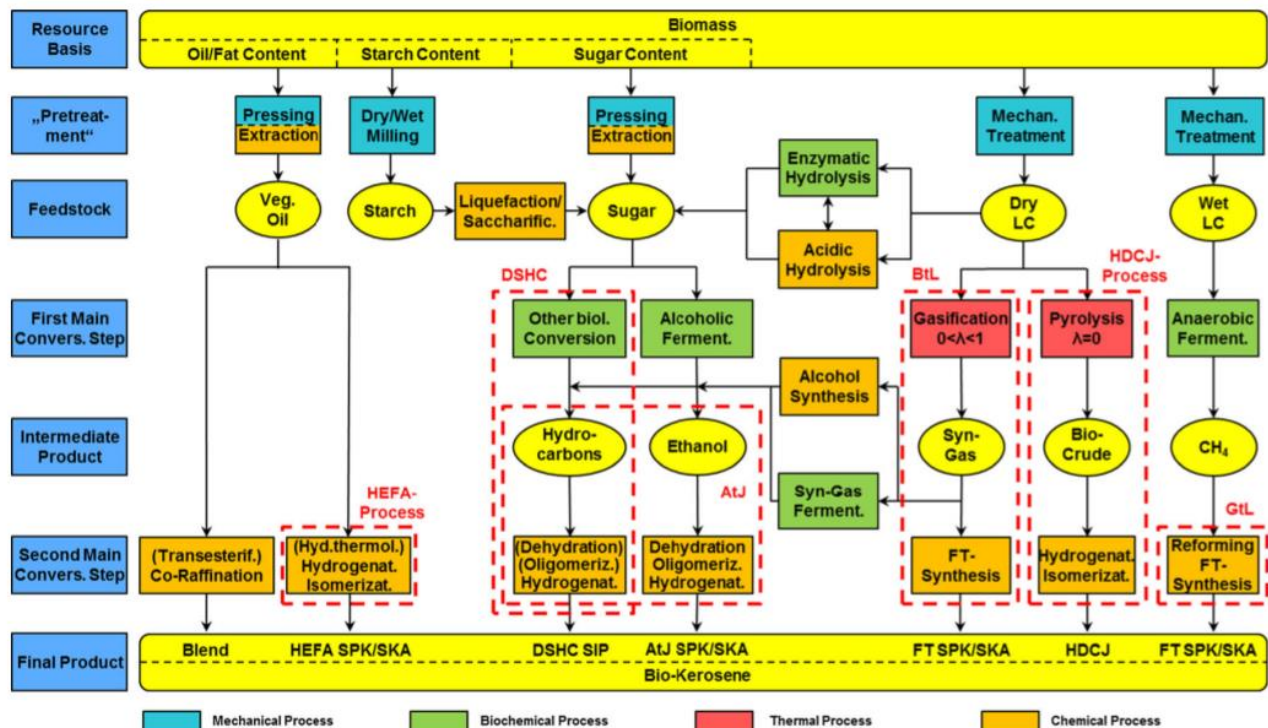 Resource
Basis
Biomass
Oil/Fat Content
Starch Content
Sugar Content
„Pretreat-
ment“
Pressing
Extraction
Dry/Wet
Milling
Pressing
Extraction
Mechan.
Treatment
Mechan.
Treatment
Feedstock
Veg.
Oil
Starch
Liquefaction/
Saccharific.
Sugar
Enzymatic
Hydrolysis
Acidic
Hydrolysis
Dry
LC
Wet
LC
DSHC
BtL
HDCJ-
Process
First Main
Convers. Step
Other biol.
Conversion
Alcoholic
Ferment.
Gasification
0<λ<1
Pyrolysis
λ=0
Anaerobic
Ferment.
Alcohol
Synthesis
Intermediate
Product
Hydro-
carbons
Ethanol
Syn-
Gas
Bio-
Crude
CH₄
AtJ
Syn-Gas
Ferment.
HEFA-
Process
GtL
Second Main
Convers. Step
(Transesterif.)
Co-Raffination
(Hyd.thermol.)
Hydrogenat.
Isomerizat.
(Dehydration)
(Oligomeriz.)
Hydrogenat.
Dehydration
Oligomeriz.
Hydrogenat.
FT-
Synthesis
Hydrogenat.
Isomerizat.
Reforming
FT-
Synthesis
Final Product
Blend
HEFA SPK/SKA
DSHC SIP
AtJ SPK/SKA
FT SPK/SKA
HDCJ
FT SPK/SKA
Bio-Kerosene
Mechanical Process
Biochemical Process
Thermal Process
Chemical Process